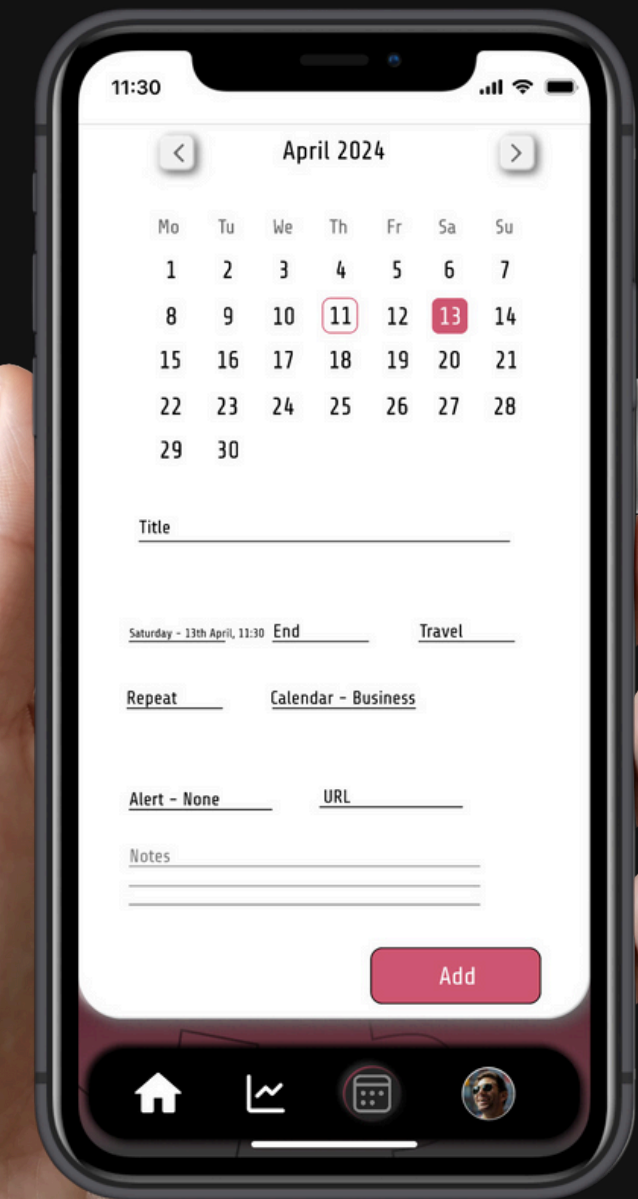 11:30
April 2024
Mo Tu We Th Fr Sa Su
1 2 3 4 5 6 7
8 9 10 11 12 13 14
15 16 17 18 19 20 21
22 23 24 25 26 27 28
29 30
Title
Saturday - 13th April, 11:30 End Travel
Repeat Calendar - Business
Alert - None URL
Notes
Add